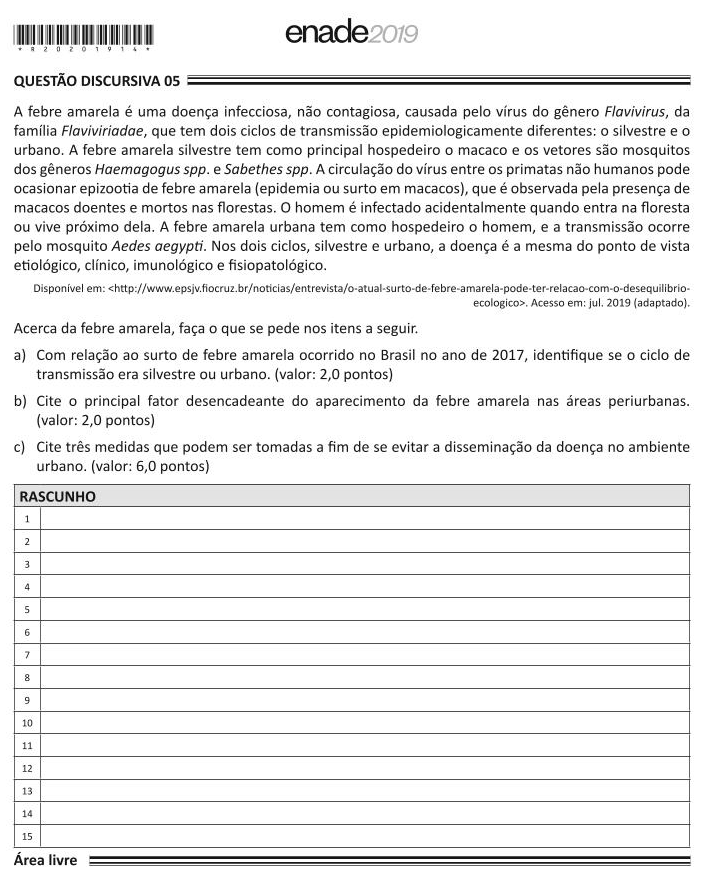 *R20201914*
enade2019
QUESTÃO DISCURSIVA 05
A febre amarela é uma doença infecciosa, não contagiosa, causada pelo vírus do gênero Flavivirus, da
família Flaviviriadae, que tem dois ciclos de transmissão epidemiologicamente diferentes: o silvestre e o
urbano. A febre amarela silvestre tem como principal hospedeiro o macaco e os vetores são mosquitos
dos gêneros Haemagogus spp. e Sabethes spp. A circulação do vírus entre os primatas não humanos pode
ocasionar epizootia de febre amarela (epidemia ou surto em macacos), que é observada pela presença de
macacos doentes e mortos nas florestas. O homem é infectado acidentalmente quando entra na floresta
ou vive próximo dela. A febre amarela urbana tem como hospedeiro o homem, e a transmissão ocorre
pelo mosquito Aedes aegypti. Nos dois ciclos, silvestre e urbano, a doença é a mesma do ponto de vista
etiológico, clínico, imunológico e fisiopatológico.
Disponível em: <http://www.epsjv.fiocruz.br/noticias/entrevista/o-atual-surto-de-febre-amarela-pode-ter-relacao-com-o-desequilibrio-
ecologico>. Acesso em: jul. 2019 (adaptado).
Acerca da febre amarela, faça o que se pede nos itens a seguir.
a) Com relação ao surto de febre amarela ocorrido no Brasil no ano de 2017, identifique se o ciclo de
transmissão era silvestre ou urbano. (valor: 2,0 pontos)
b) Cite o principal fator desencadeante do aparecimento da febre amarela nas áreas periurbanas.
(valor: 2,0 pontos)
c) Cite três medidas que podem ser tomadas a fim de se evitar a disseminação da doença no ambiente
urbano. (valor: 6,0 pontos)
RASCUNHO
1
2
3
4
5
6
7
8
9
10
11
12
13
14
15
Área livre